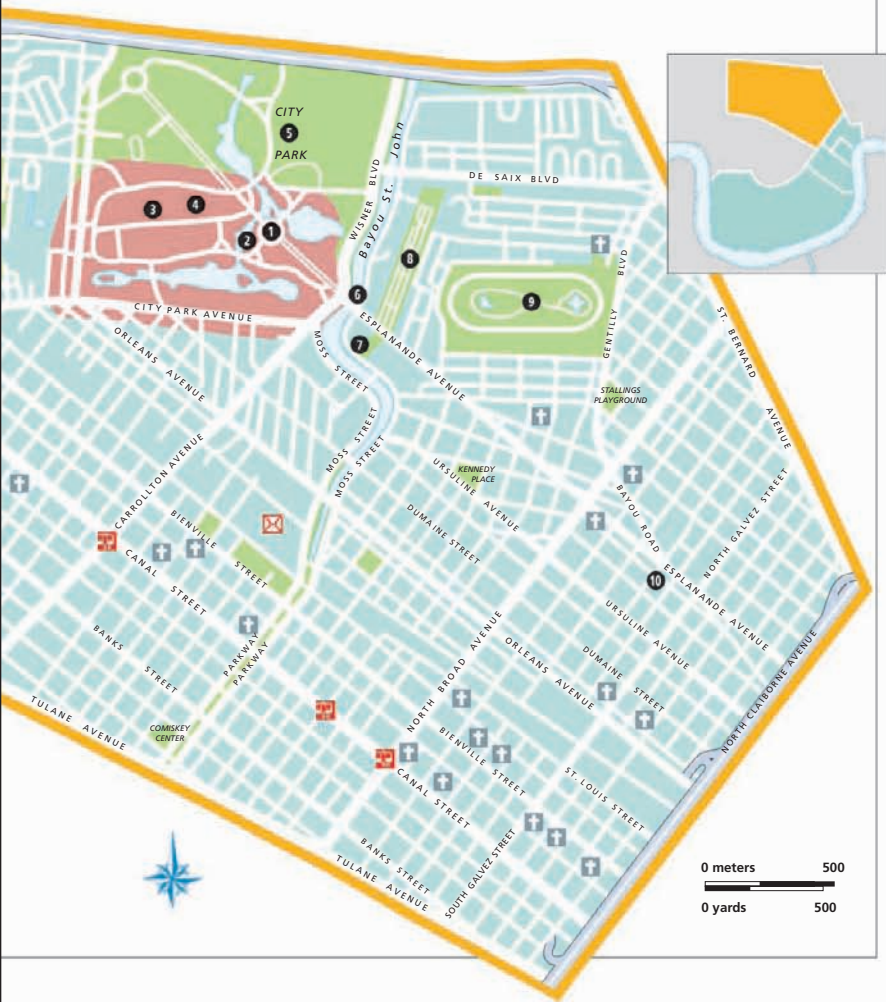 CITY
5
PARK
WISNER BLVD
Bayou St. John
DE SAIX BLVD
3
4
2
1
8
6
7
9
GENTILLY BLVD
CITY PARK AVENUE
ORLEANS AVENUE
MOSS STREET
ESPLANANDE AVENUE
ST. BERNARD AVENUE
STALLINGS
PLAYGROUND
CARROLLTON AVENUE
MOSS STREET
MOSS STREET
KENNEDY
PLACE
URSULINE AVENUE
DUMAINE STREET
BAYOU ROAD
NORTH GALVEZ STREET
BIENVILLE STREET
CANAL STREET
10
ESPLANANDE AVENUE
BANKS STREET
PARKWAY
PARKWAY
NORTH BROAD AVENUE
URSULINE AVENUE
ORLEANS AVENUE
DUMAINE STREET
NORTH CLAIBORNE AVENUE
TULANE AVENUE
COMISKEY
CENTER
BIENVILLE STREET
CANAL STREET
ST. LOUIS STREET
BANKS STREET
SOUTH GALVEZ STREET
TULANE AVENUE
0 meters 500
0 yards 500